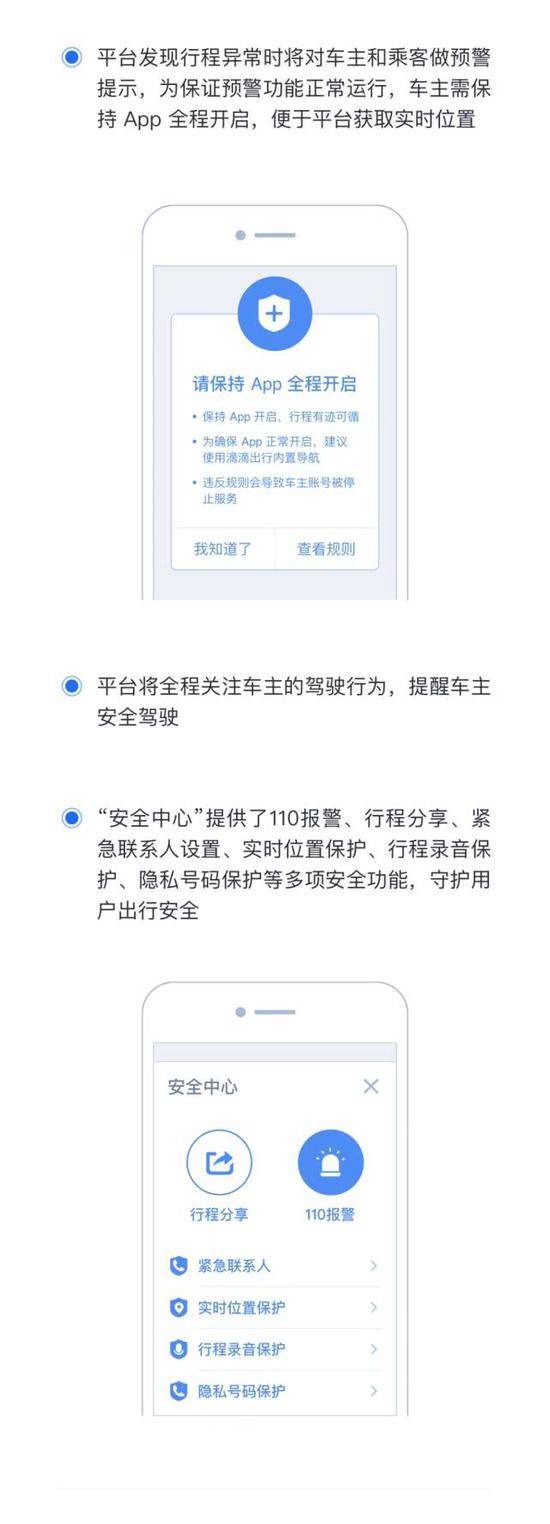 平台发现行程异常时将对车主和乘客做预警
提示，为保证预警功能正常运行，车主需保
持 App 全程开启，便于平台获取实时位置
请保持 App 全程开启
• 保持 App 开启，行程有迹可循
• 为确保 App 正常开启，建议
使用滴滴出行内置导航
• 违反规则会导致车主账号被停
止服务
我知道了 查看规则
平台将全程关注车主的驾驶行为，提醒车主
安全驾驶
“安全中心”提供了110报警、行程分享、紧
急联系人设置、实时位置保护、行程录音保
护、隐私号码保护等多项安全功能，守护用
户出行安全
安全中心
行程分享 110报警
紧急联系人
实时位置保护
行程录音保护
隐私号码保护